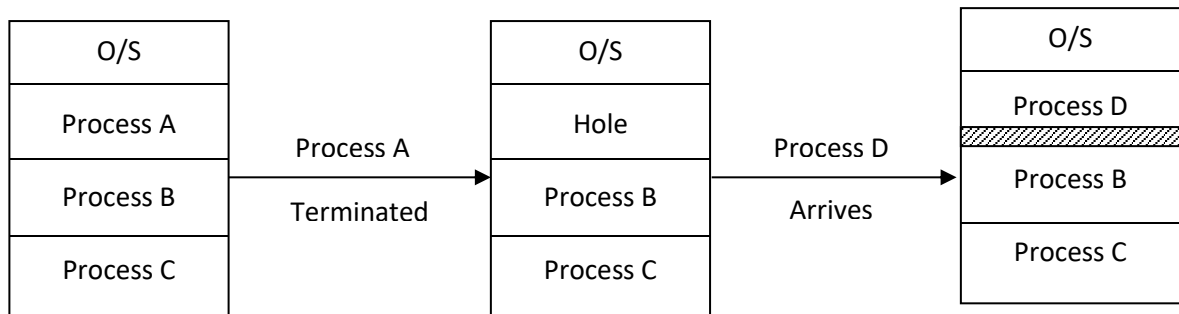 O/S
Process A
Process B
Process C
Process A
Terminated
O/S
Hole
Process B
Process C
Process D
Arrives
O/S
Process D
Process B
Process C